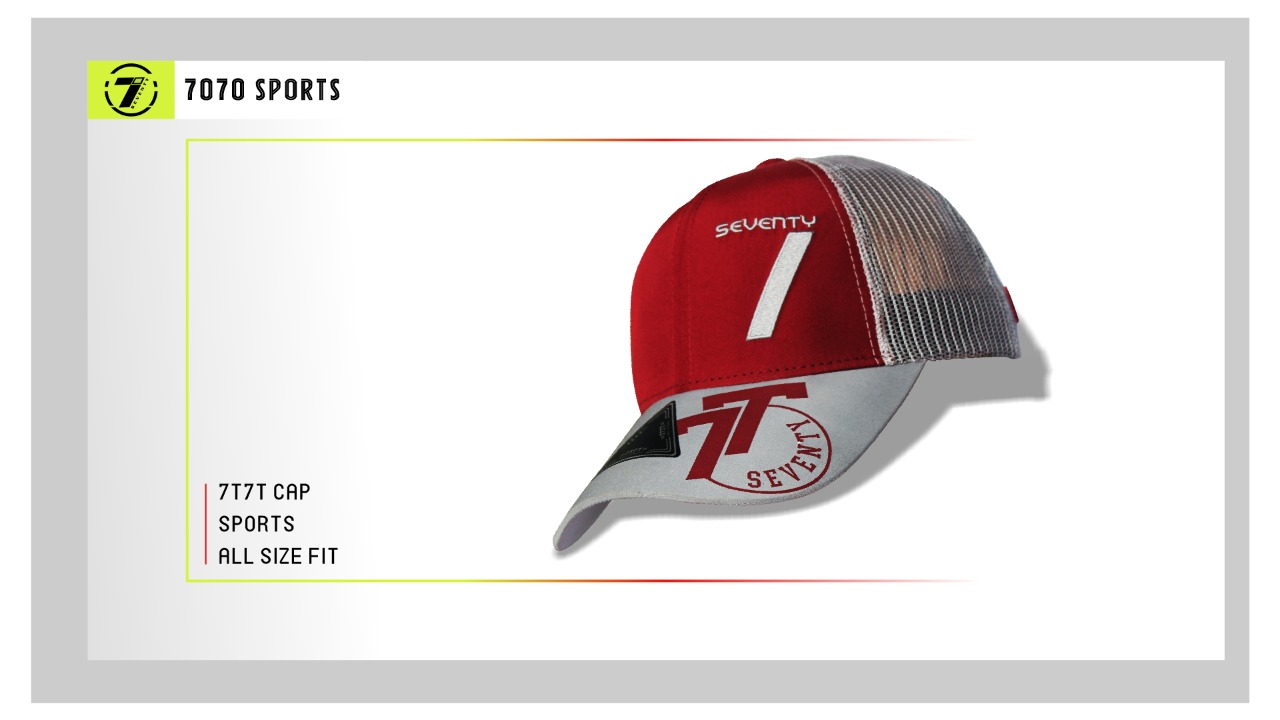 7070 SPORTS
SEVENTY
7
7T
SEVENTY
7T7T CAP
SPORTS
ALL SIZE FIT